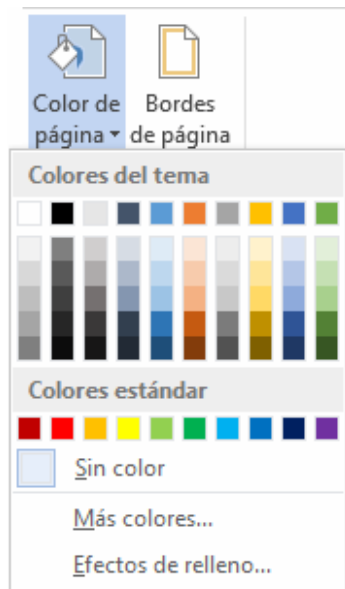 Color de Bordes
página de página
Colores del tema
Colores estándar
Sin color
Más colores...
Efectos de relleno...